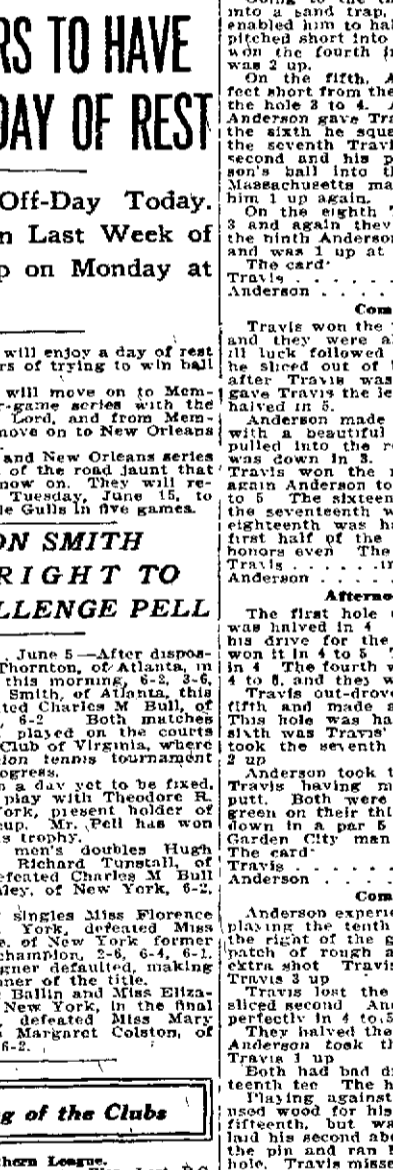 RS TO HAVE
DAY OF REST
Off-Day Today.
n Last Week of
p on Monday at
will enjoy a day of rest
rs of trying to win ball
will move on to Mem-
r-game series with the
Lord, and from Mem-
move on to New Orleans
and New Orleans series
of the road jaunt that
now on. They will re-
Tuesday, June 15, to
le Gulls in five games.
ON SMITH
RIGHT TO
LLENGE PELL
, June 5—After dispos-
Thornton, of Atlanta, in
this morning, 6-2, 3-6,
Smith, of Atlanta, this
ted Charles M Bull, of
, 6-2 Both matches
played on the courts
Club of Virginia, where
ion tennis tournament
ogress.
n a day yet to be fixed,
play with Theodore R.
ork, present holder of
cup. Mr. Pell has won
s trophy.
men's doubles Hugh
Richard Tunstall, of
efeated Charles M Bull
ley, of New York, 6-2,
singles Miss Florence
York, defeated Miss
e, of New York former
champion, 2-6, 6-4, 6-1.
gner defaulted, making
ner of the title.
Ballin and Miss Eliza-
New York, in the final
defeated Miss Mary
Margaret Colston, of
6-2.
g of the Clubs
thern League.
into a sand trap,
enabled him to hal
pitched short into
won the fourth i
was 2 up.
On the fifth, A
feet short from the
the hole 3 to 4. A
Anderson gave Tra
the sixth he squa
the seventh Travi
second and his p
son's ball into t
Massachusetts ma
him 1 up again.
On the eighth T
3 and again they
the ninth Anderson
and was 1 up at
The card·
Travis . . . . .
Anderson . . . .
Com
Travis won the
and they were a
ill luck followed
he sliced out of
after Travis was
gave Travis the le
halved in 5.
Anderson made
with a beautiful
pulled into the r
was down in 3.
Travis won the
again Anderson to
to 5 The sixteen
the seventeenth w
eighteenth was ha
first half of the
honors even The
Travis . . . . . .in
Anderson . . . . .
Afterno
The first hole
was halved in 4
his drive for the
won it in 4 to 5
in 4 The fourth w
4 to 5, and they w
Travis out-drov
fifth and made a
This hole was ha
sixth was Travis'
took the seventh
2 up
Anderson took t
Travis having m
putt. Both were
green on their thi
down in a par 5
Garden City man
The card·
Travis . . . . .
Anderson . . . .
Com
Anderson experie
playing the tenth
the right of the g
patch of rough a
extra shot Travis
Travis 3 up
Travis lost the
sliced second An
perfectly in 4 to 5
They halved the
Anderson took th
Travis 1 up
Both had bad d
teenth tee The h
Playing against
used wood for his
fifteenth, but wa
laid his second abo
the pin and ran
hole. Travis misse